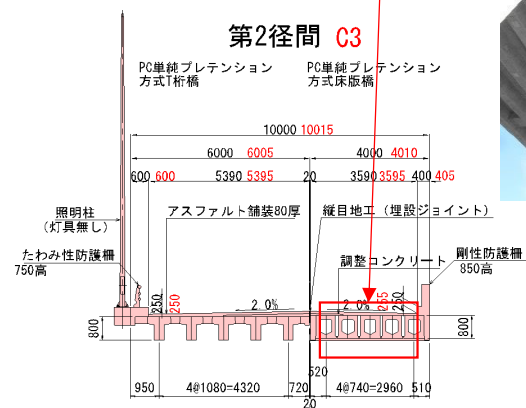 第2径間 C3
PC単純プレテンション
方式T桁橋
PC単純プレテンション
方式床版橋
10000 10015
6000 6005
4000 4010
600 600
5390 5395
20
3590 3595
400 405
照明柱
(灯具無し)
アスファルト舗装80厚
縦目地工(埋設ジョイント)
たわみ性防護柵
750高
調整コンクリート
剛性防護柵
850高
250
250
2.0%
2.0%
255
250
800
800
520
950
4@1080=4320
720
4@740=2960
510
20